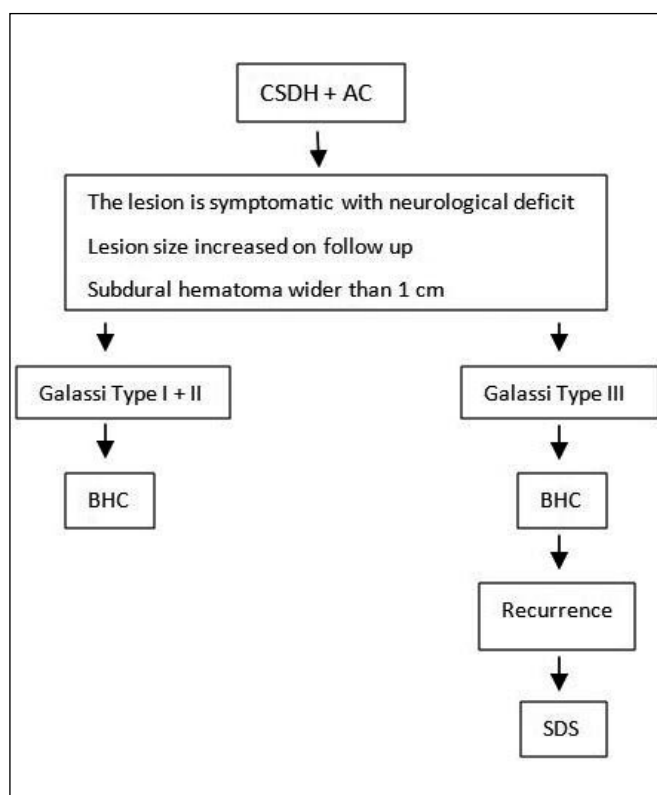 CSDH + AC
The lesion is symptomatic with neurological deficit
Lesion size increased on follow up
Subdural hematoma wider than 1 cm
Galassi Type I + II
Galassi Type III
BHC
BHC
Recurrence
SDS